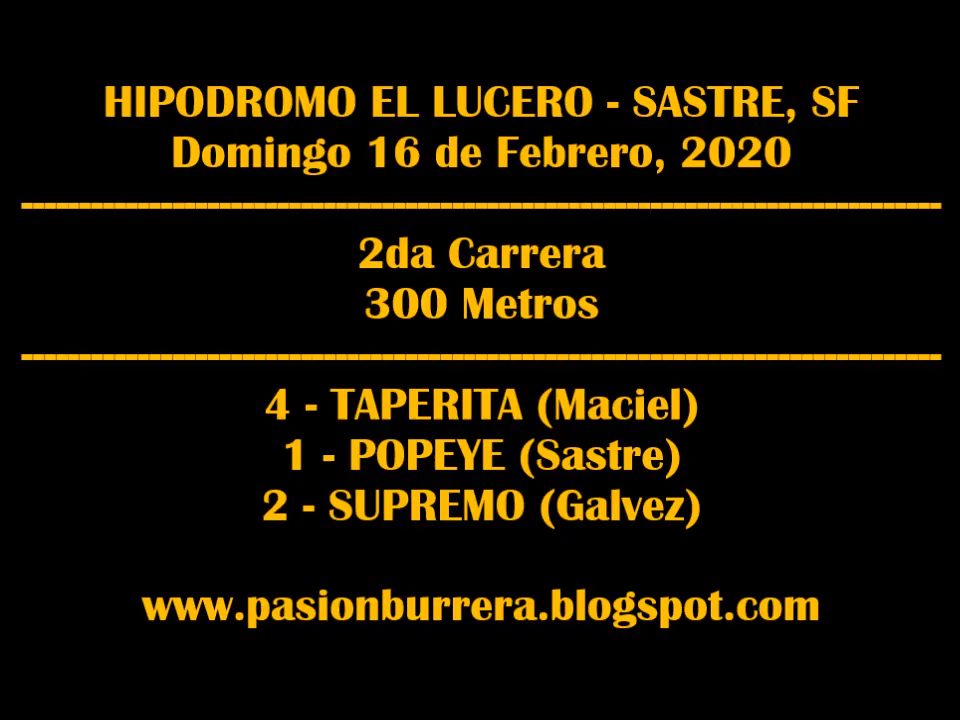 HIPODROMO EL LUCERO - SASTRE, SF
Domingo 16 de Febrero, 2020
--------------------------------------------------------------------------------
2da Carrera
300 Metros
--------------------------------------------------------------------------------
4 - TAPERITA (Maciel)
1 - POPEYE (Sastre)
2 - SUPREMO (Galvez)
www.pasionburrera.blogspot.com